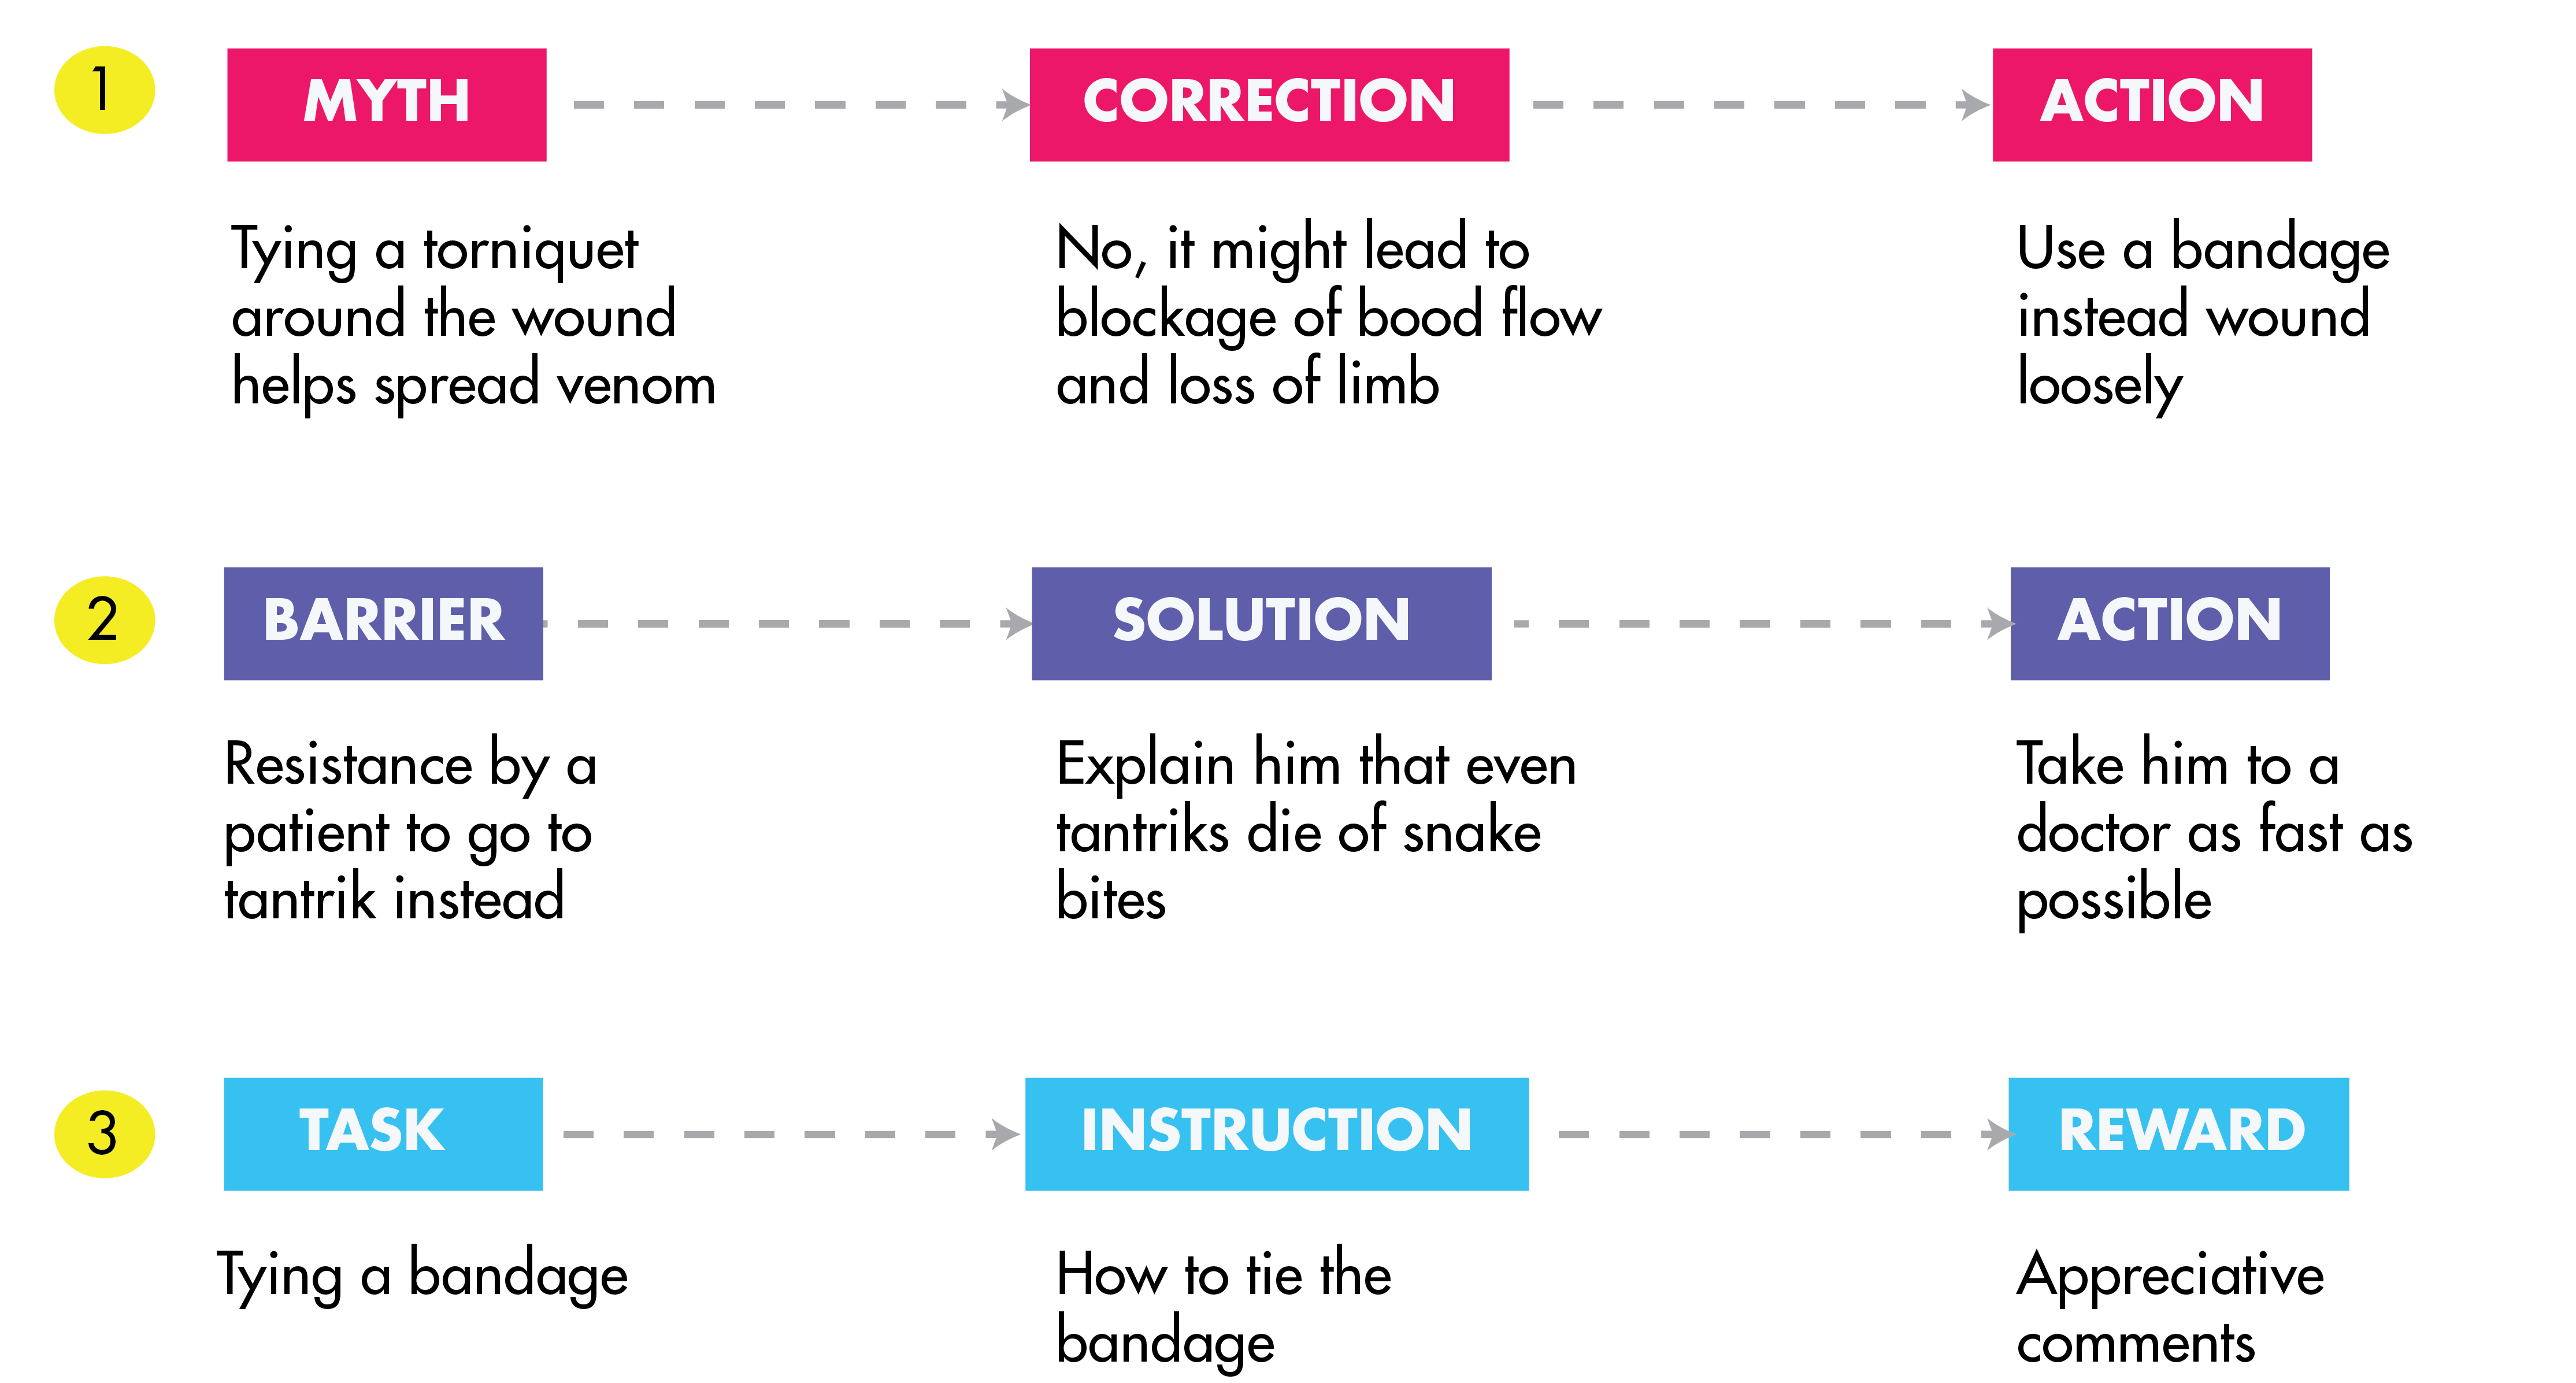 1
MYTH
CORRECTION
ACTION
Tying a torniquet
around the wound
helps spread venom
No, it might lead to
blockage of bood flow
and loss of limb
Use a bandage
instead wound
loosely
2
BARRIER
SOLUTION
ACTION
Resistance by a
patient to go to
tantrik instead
Explain him that even
tantriks die of snake
bites
Take him to a
doctor as fast as
possible
3
TASK
INSTRUCTION
REWARD
Tying a bandage
How to tie the
bandage
Appreciative
comments